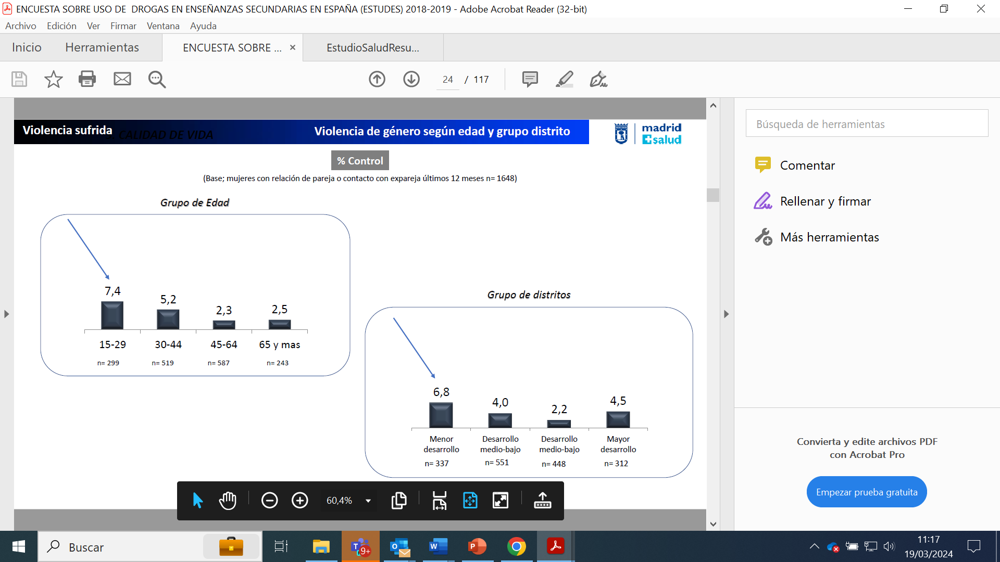 ENCUESTA SOBRE USO DE  DROGAS EN ENSEÑANZAS SECUNDARIAS EN ESPAÑA (ESTUDES) 2018-2019 - Adobe Acrobat Reader (32-bit)
Archivo Edición Ver Firmar Ventana Ayuda
Inicio Herramientas ENCUESTA SOBRE ... × EstudioSaludResu...
24 / 117
Violencia sufrida CALIDAD DE VIDA Violencia de género según edad y grupo distrito
madrid
salud
% Control
(Base; mujeres con relación de pareja o contacto con expareja últimos 12 meses n= 1648)
Grupo de Edad
7,4 5,2 2,3 2,5
15-29 30-44 45-64 65 y mas
n= 299 n= 519 n= 587 n= 243
Grupo de distritos
6,8 4,0 2,2 4,5
Menor Desarrollo Desarrollo Mayor
desarrollo medio-bajo medio-bajo desarrollo
n= 337 n= 551 n= 448 n= 312
60,4%
Búsqueda de herramientas
Comentar
Rellenar y firmar
Más herramientas
Convierta y edite archivos PDF
con Acrobat Pro
Empezar prueba gratuita
Buscar
9+
11:17
19/03/2024